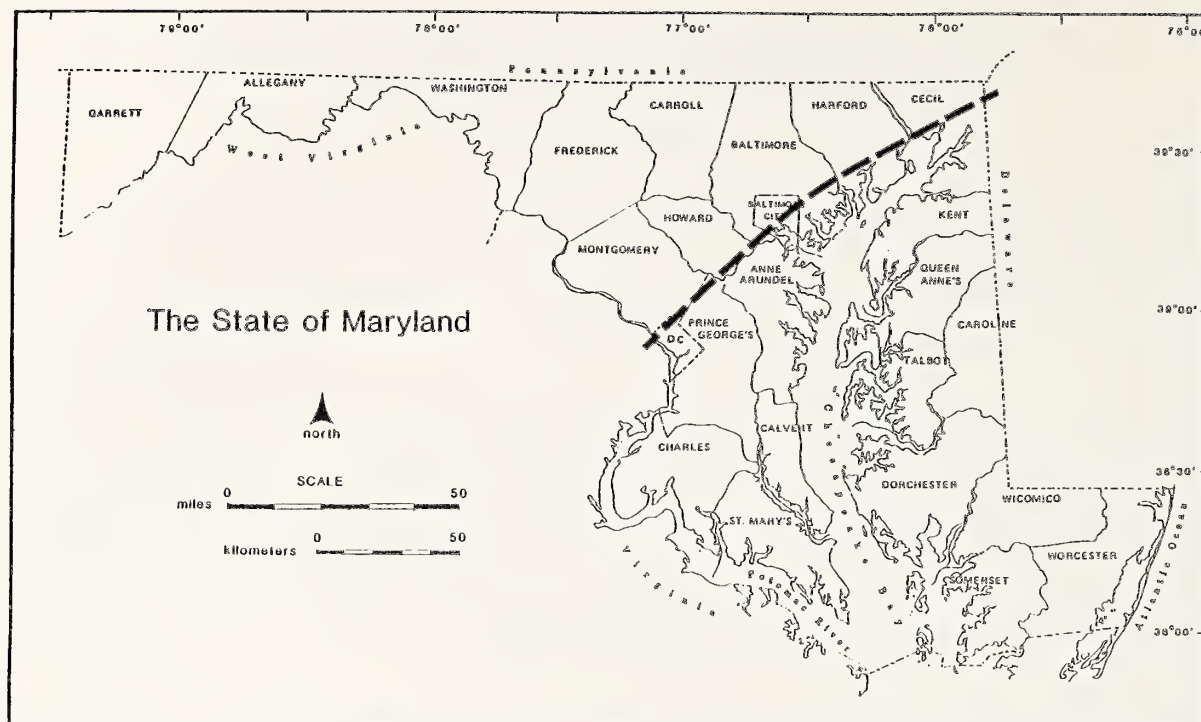 79°00'
78°00'
77°00'
76°00'
75°00'
Pennsylvania
GARRETT
ALLEGANY
WASHINGTON
CARROLL
HARFORD
CECIL
West Virginia
FREDERICK
BALTIMORE
39°30'
Delaware
BALTIMORE
CITY
HOWARD
KENT
MONTGOMERY
ANNE
ARUNDEL
QUEEN
ANNE'S
39°00'
The State of Maryland
PRINCE
GEORGE'S
CAROLINE
DC
TALBOT
north
Chesapeake Bay
CALVERT
CHARLES
38°30'
SCALE
miles 0 50
kilometers 0 50
DORCHESTER
WICOMICO
ST. MARY'S
WORCESTER
Atlantic Ocean
Virginia
Potomac River
SOMERSET
38°00'